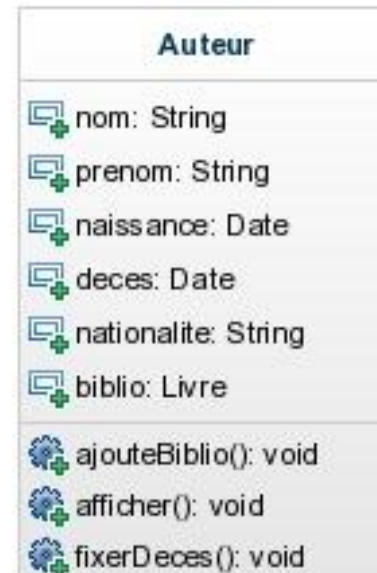 Auteur
nom: String
prenom: String
naissance: Date
deces: Date
nationalite: String
biblio: Livre
ajouteBiblio(): void
afficher(): void
fixerDeces(): void